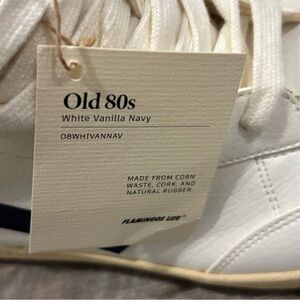 Old 80s
White Vanilla Navy
O8WHIVANNAV
MADE FROM CORN
WASTE, CORK, AND
NATURAL RUBBER.
FLAMINGOS LIFE®